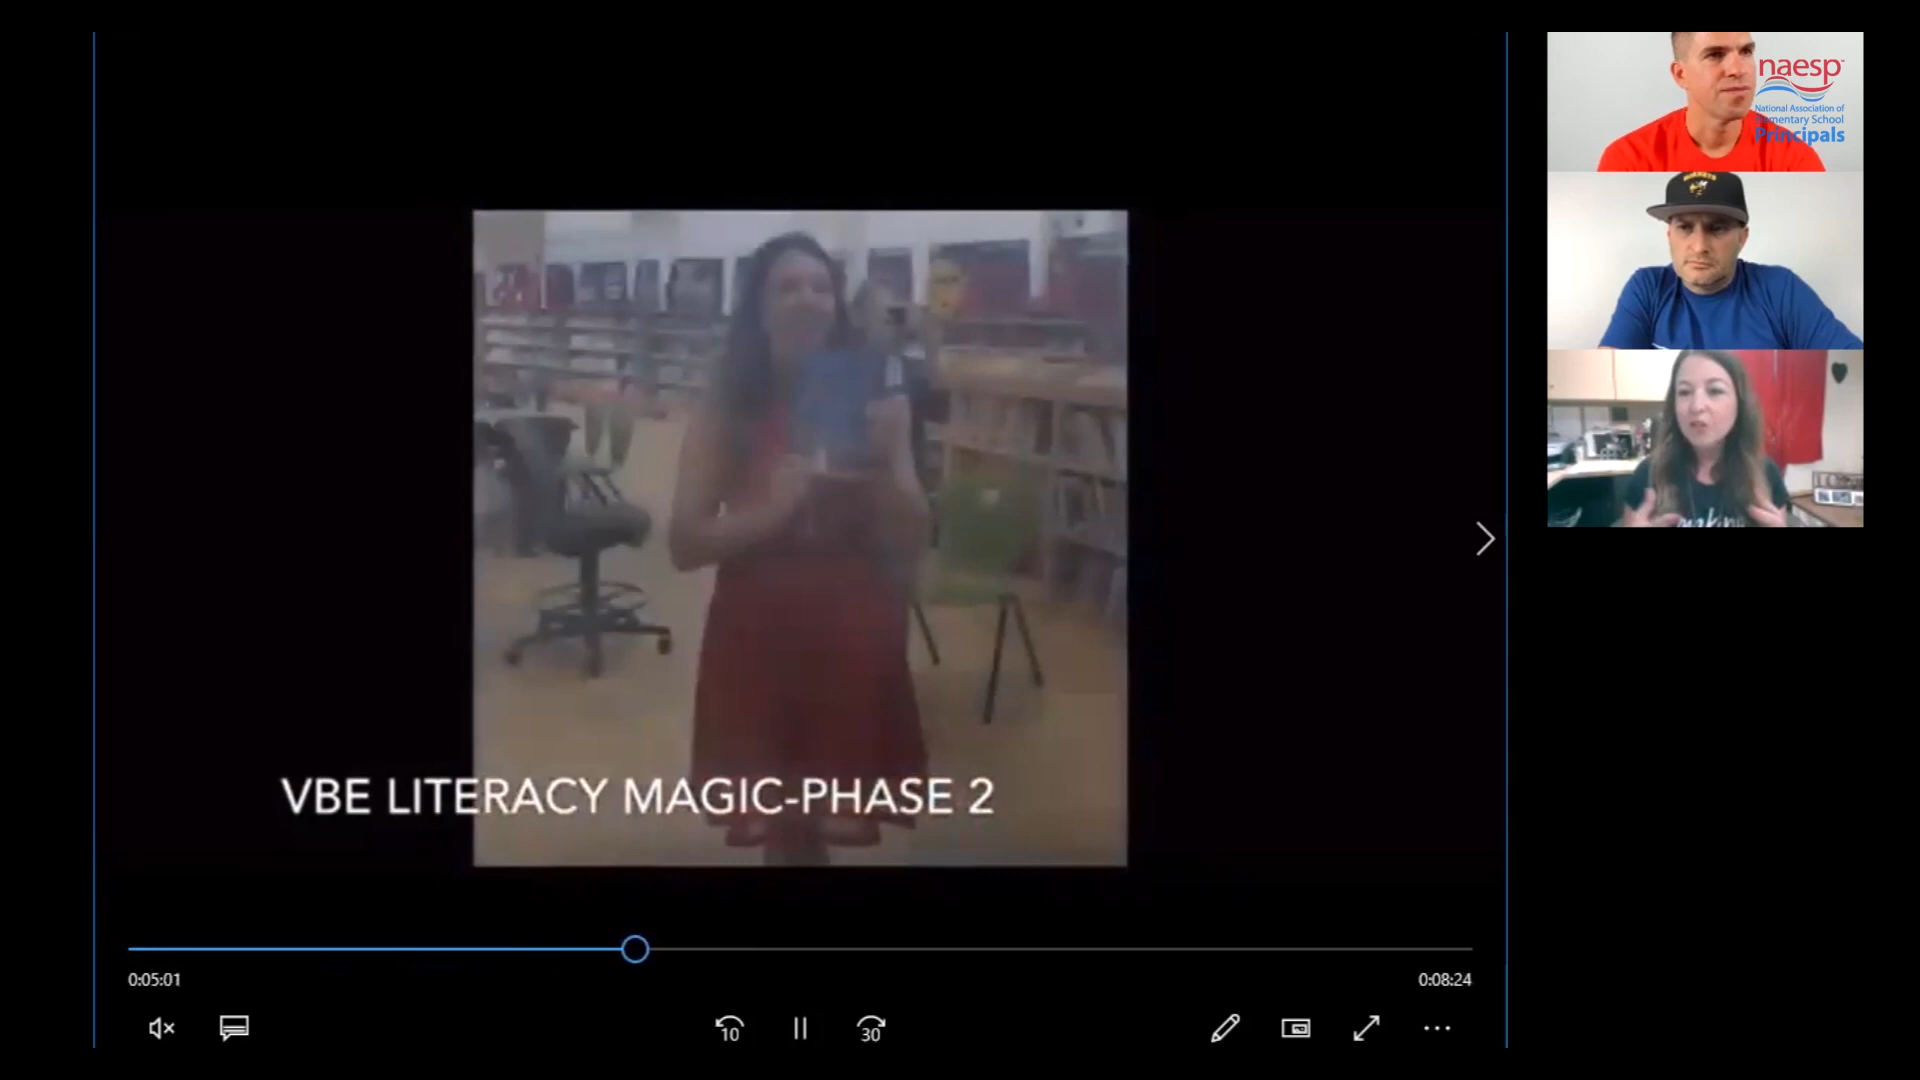 naesp
National Association of
Elementary School
Principals
VBE LITERACY MAGIC-PHASE 2
0:05:01
0:08:24
10
30